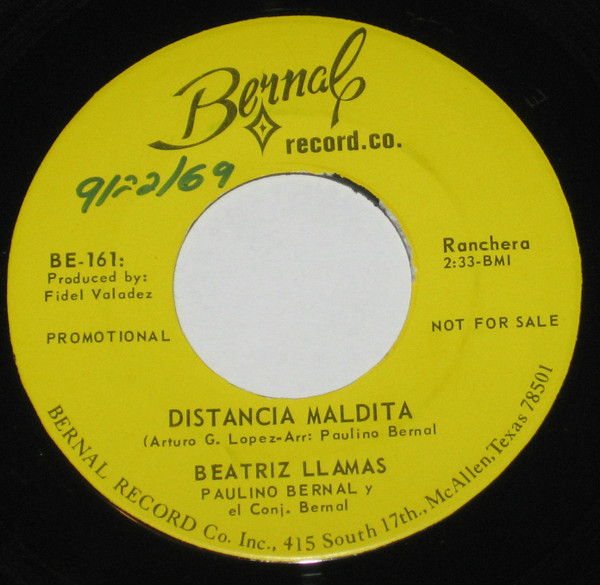 Bernal
record.co.
9/22/69
BE-161:
Produced by:
Fidel Valadez
Ranchera
2:33-BMI
PROMOTIONAL
NOT FOR SALE
DISTANCIA MALDITA
(Arturo G. Lopez-Arr: Paulino Bernal
BEATRIZ LLAMAS
PAULINO BERNAL y
el Conj. Bernal
BERNAL RECORD Co. Inc., 415 South 17th., McAllen, Texas 78501